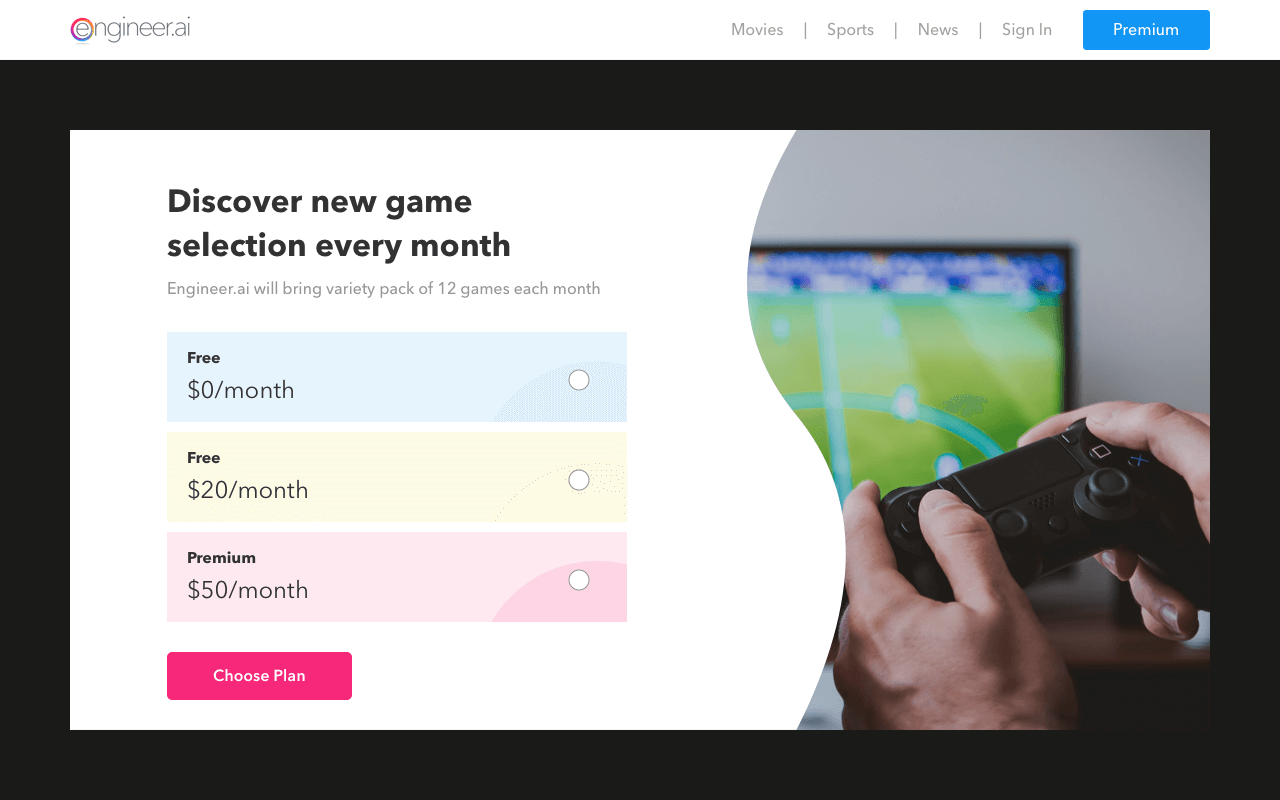 engineer.ai
Movies | Sports | News | Sign In Premium
Discover new game
selection every month
Engineer.ai will bring variety pack of 12 games each month
Free
$0/month
Free
$20/month
Premium
$50/month
Choose Plan